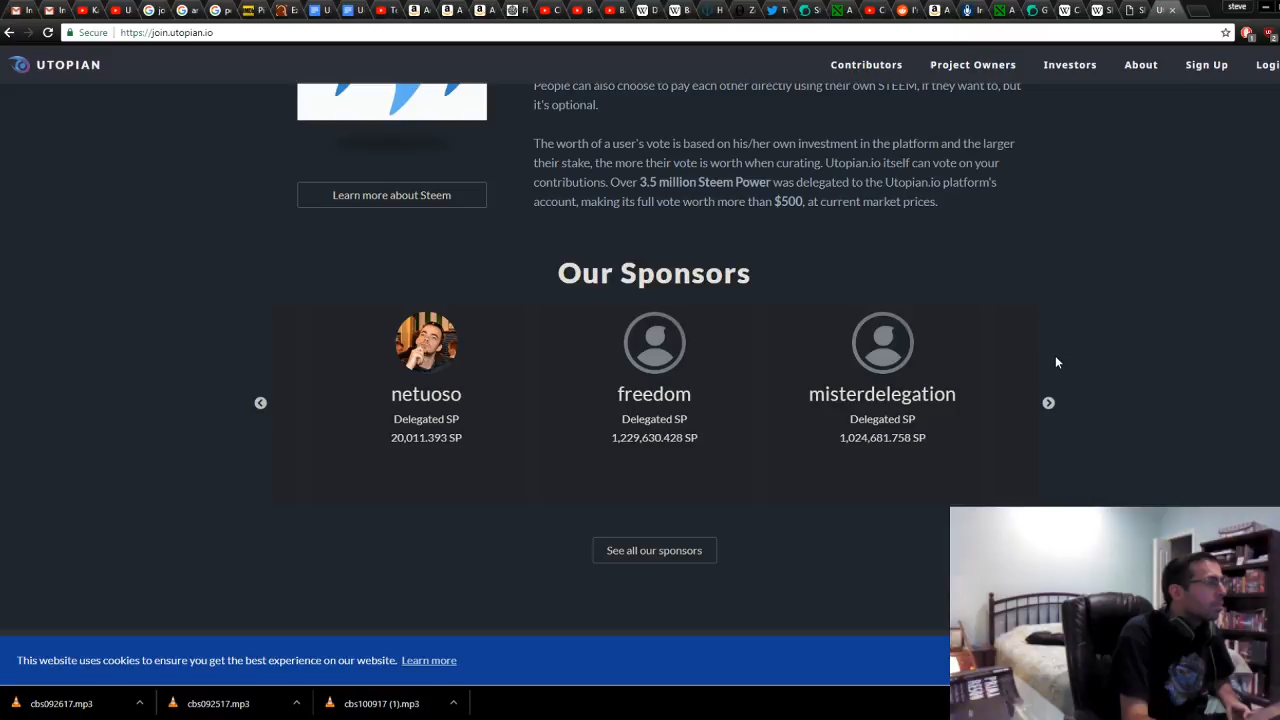 steve
Secure
https://join.utopian.io
UTOPIAN
Contributors
Project Owners
Investors
About
Sign Up
Logi
People can also choose to pay each other directly using their own STEEM, if they want to, but
it's optional.
The worth of a user's vote is based on his/her own investment in the platform and the larger
their stake, the more their vote is worth when curating. Utopian.io itself can vote on your
contributions. Over 3.5 million Steem Power was delegated to the Utopian.io platform's
account, making its full vote worth more than $500, at current market prices.
Learn more about Steem
Our Sponsors
netuoso
Delegated SP
20,011.393 SP
freedom
Delegated SP
1,229,630.428 SP
misterdelegation
Delegated SP
1,024,681.758 SP
See all our sponsors
This website uses cookies to ensure you get the best experience on our website. Learn more
cbs092617.mp3
cbs092517.mp3
cbs100917 (1).mp3